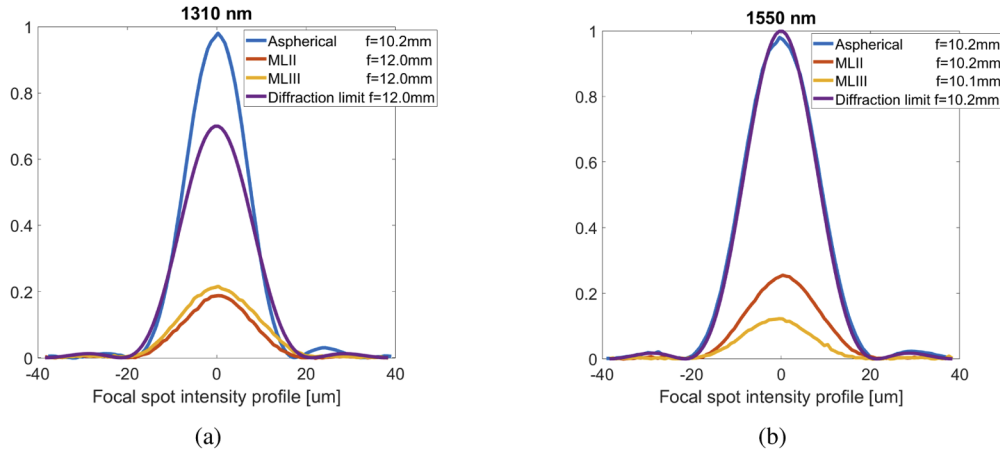 1310 nm
Aspherical f=10.2mm
MLII f=12.0mm
MLIII f=12.0mm
Diffraction limit f=12.0mm
1
0.8
0.6
0.4
0.2
0
-40 -20 0 20 40
Focal spot intensity profile [um]
(a)
1550 nm
Aspherical f=10.2mm
MLII f=10.2mm
MLIII f=10.1mm
Diffraction limit f=10.2mm
1
0.8
0.6
0.4
0.2
0
-40 -20 0 20 40
Focal spot intensity profile [um]
(b)